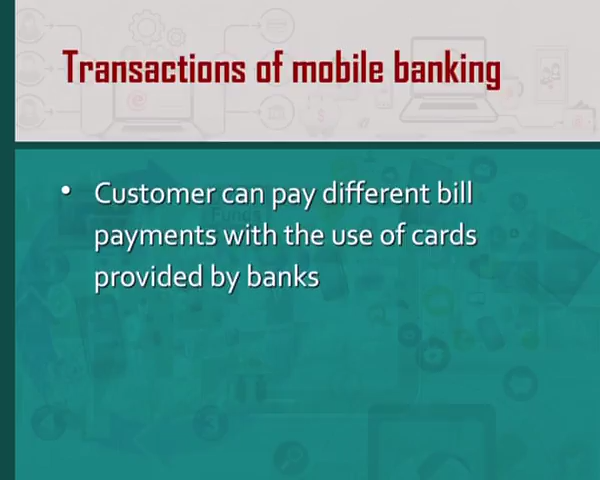 Transactions of mobile banking
• Customer can pay different bill
payments with the use of cards
provided by banks